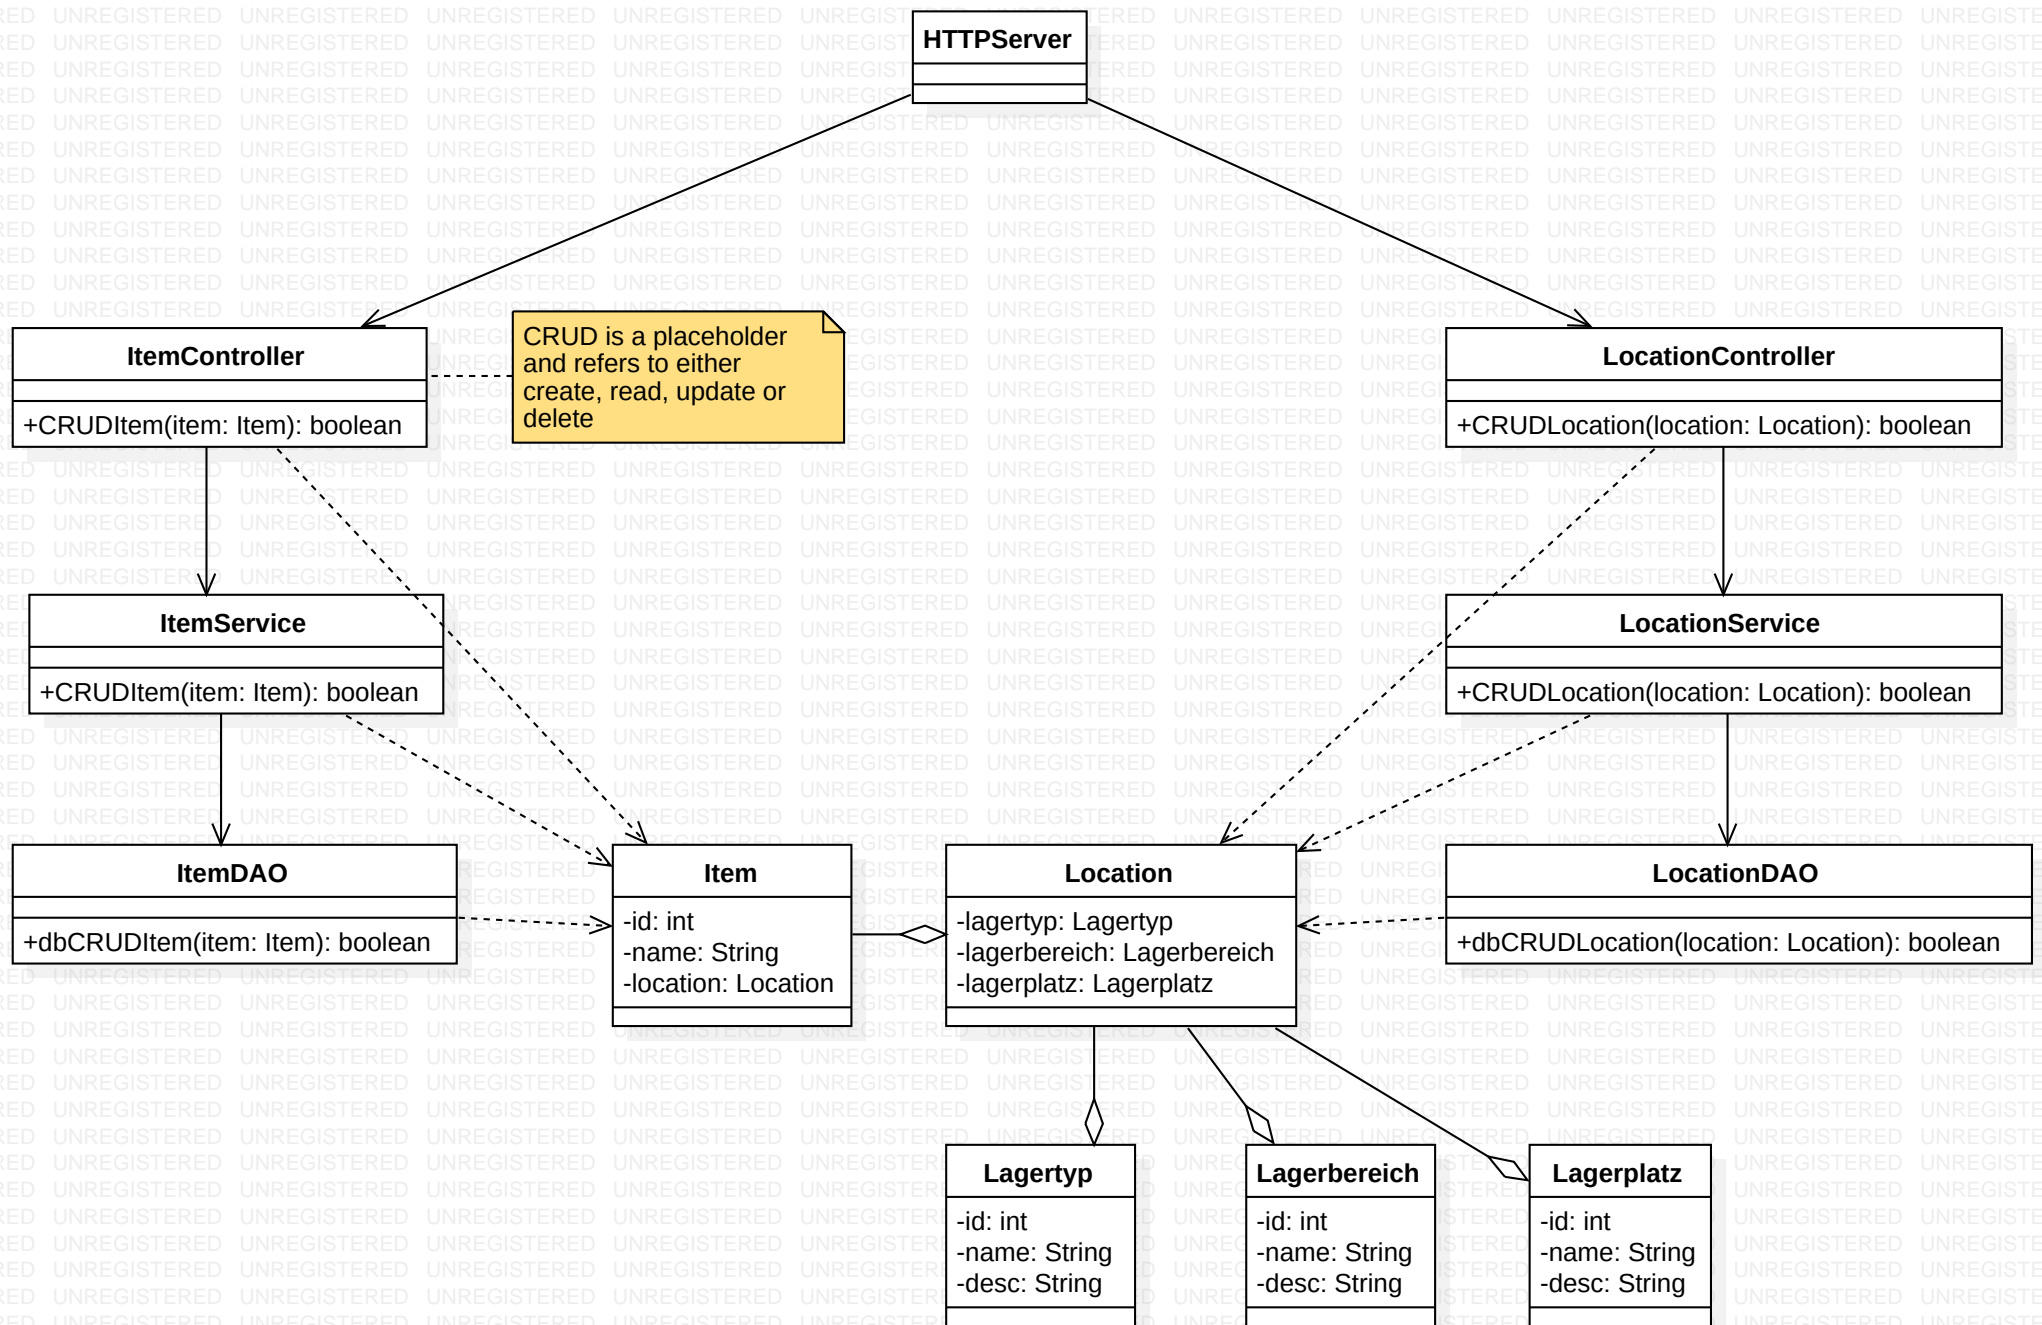 HTTPServer
ItemController
+CRUDItem(item: Item): boolean
CRUD is a placeholder
and refers to either
create, read, update or
delete
LocationController
+CRUDLocation(location: Location): boolean
ItemService
+CRUDItem(item: Item): boolean
LocationService
+CRUDLocation(location: Location): boolean
ItemDAO
+dbCRUDItem(item: Item): boolean
Item
-id: int
-name: String
-location: Location
Location
-lagertyp: Lagertyp
-lagerbereich: Lagerbereich
-lagerplatz: Lagerplatz
LocationDAO
+dbCRUDLocation(location: Location): boolean
Lagertyp
-id: int
-name: String
-desc: String
Lagerbereich
-id: int
-name: String
-desc: String
Lagerplatz
-id: int
-name: String
-desc: String
UNREGISTERED